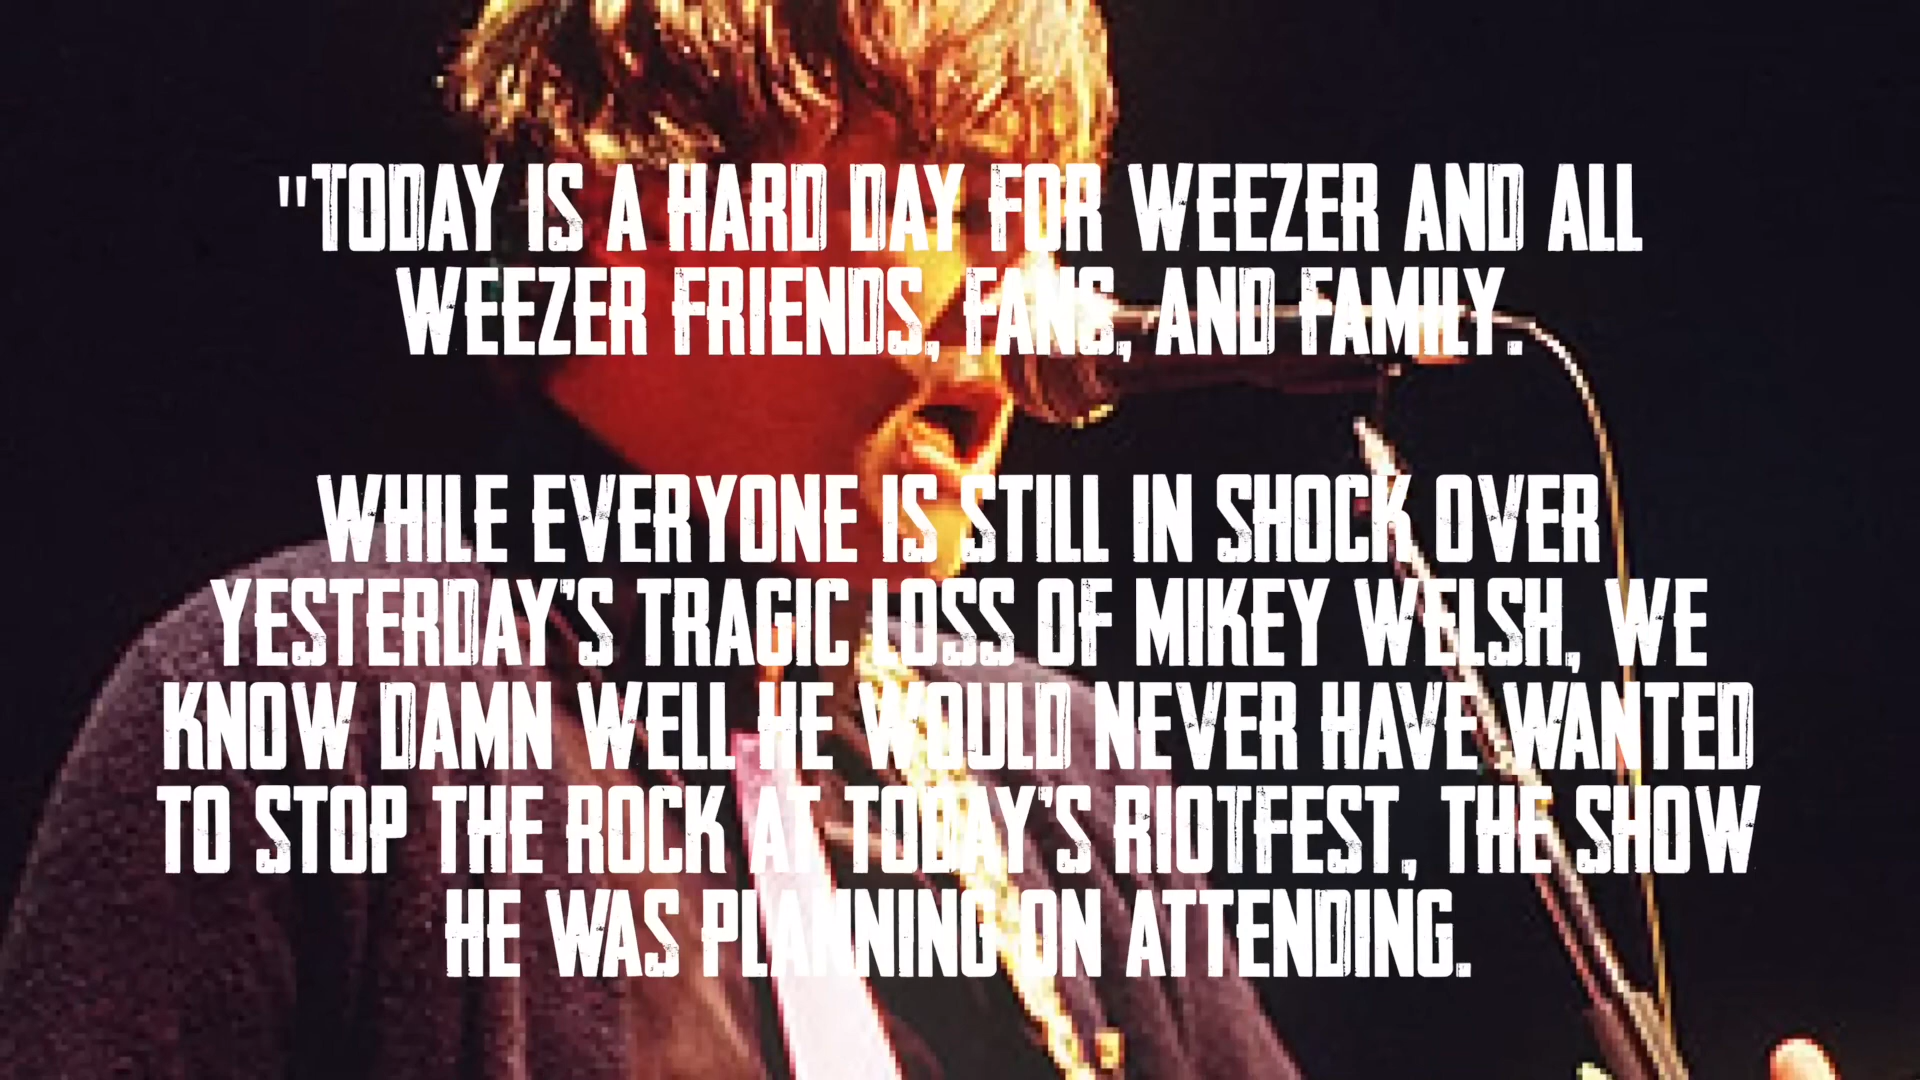 "TODAY IS A HARD DAY FOR WEEZER AND ALL
WEEZER FRIENDS, FANS, AND FAMILY.
WHILE EVERYONE IS STILL IN SHOCK OVER
YESTERDAY'S TRAGIC LOSS OF MIKEY WELSH, WE
KNOW DAMN WELL HE WOULD NEVER HAVE WANTED
TO STOP THE ROCK AT TODAY'S RIOTFEST, THE SHOW
HE WAS PLANNING ON ATTENDING.